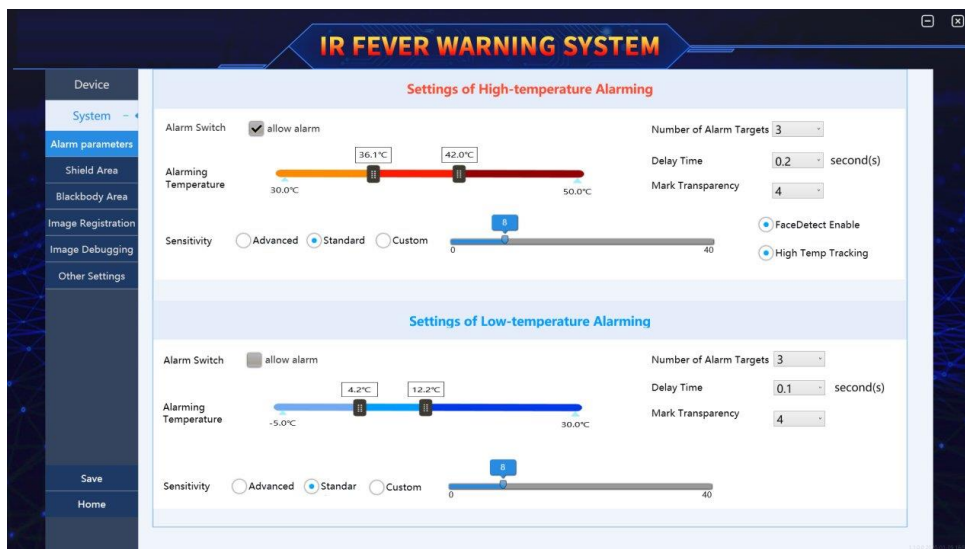 IR FEVER WARNING SYSTEM
Device
System
Alarm parameters
Shield Area
Blackbody Area
Image Registration
Image Debugging
Other Settings
Save
Home
Settings of High-temperature Alarming
Alarm Switch allow alarm
Number of Alarm Targets 3
36.1°C 42.0°C
Alarming
Temperature
30.0°C 50.0°C
Delay Time 0.2 second(s)
Mark Transparency 4
Sensitivity Advanced Standard Custom
8
0 40
FaceDetect Enable
High Temp Tracking
Settings of Low-temperature Alarming
Alarm Switch allow alarm
Number of Alarm Targets 3
4.2°C 12.2°C
Alarming
Temperature
-5.0°C 30.0°C
Delay Time 0.1 second(s)
Mark Transparency 4
Sensitivity Advanced Standar Custom
8
0 40